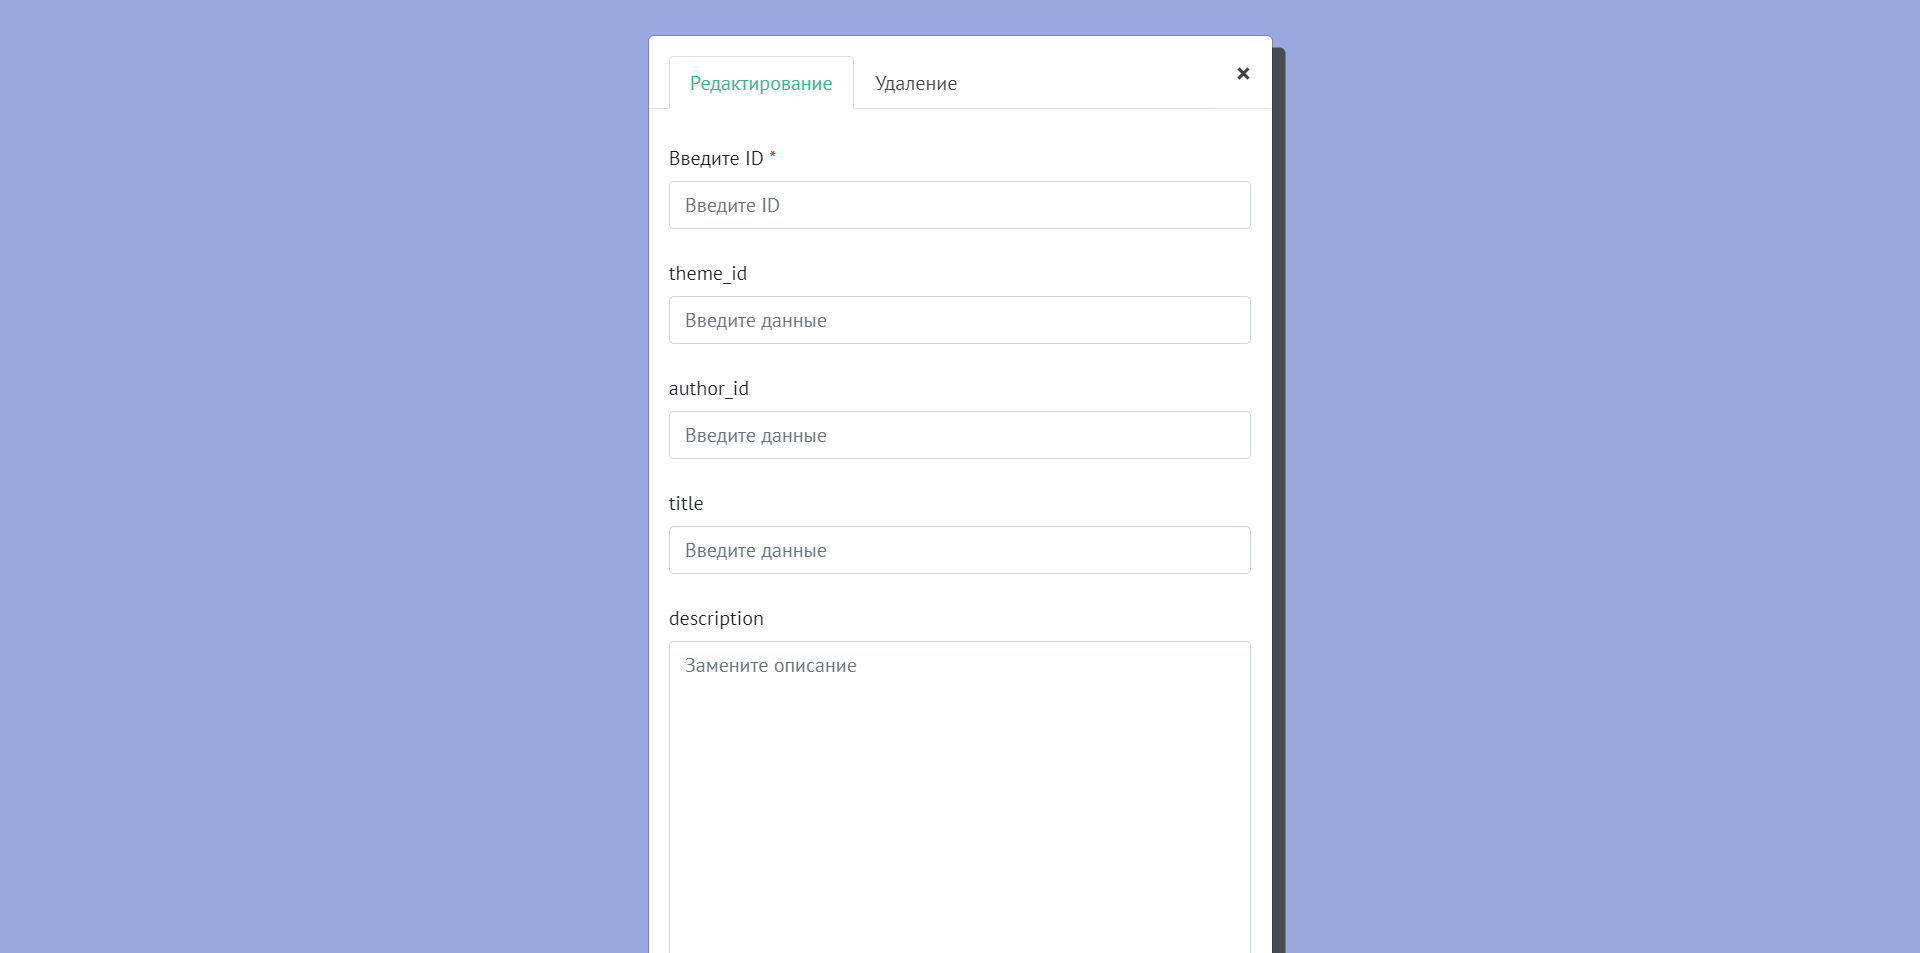 Редактирование Удаление ×
Введите ID *
Введите ID
theme_id
Введите данные
author_id
Введите данные
title
Введите данные
description
Замените описание